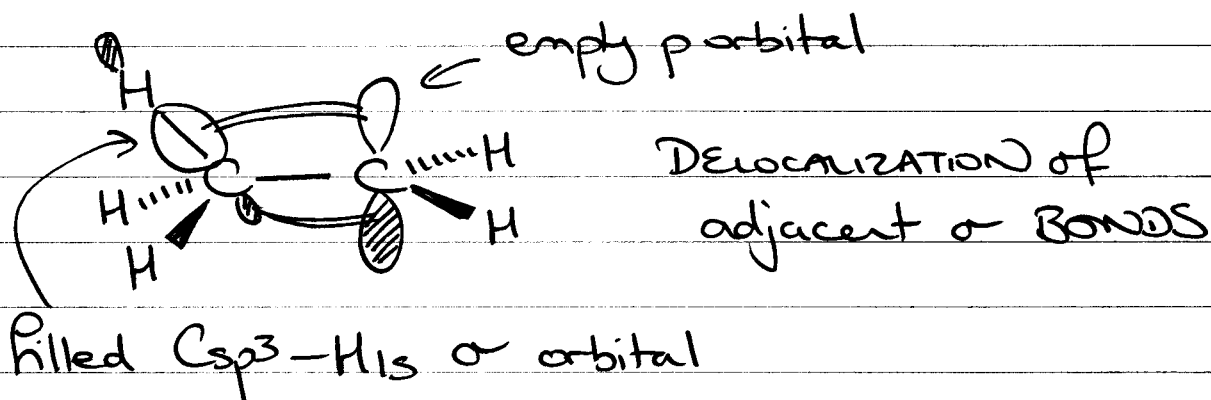 empty p orbital
H
C C H
H H
H
DELOCALIZATION of
adjacent σ BONDS
filled Csp³-H1s σ orbital